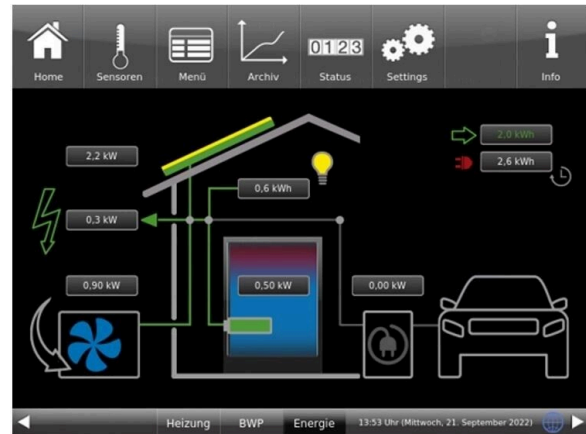 Home Sensoren Menü Archiv 0123 Status Settings i Info
2,0 kWh
2,2 kW 2,6 kWh
0,6 kWh
0,3 kW
0,90 kW 0,50 kW 0,00 kW
Heizung BWP Energie 13:53 Uhr (Mittwoch, 21. September 2022)